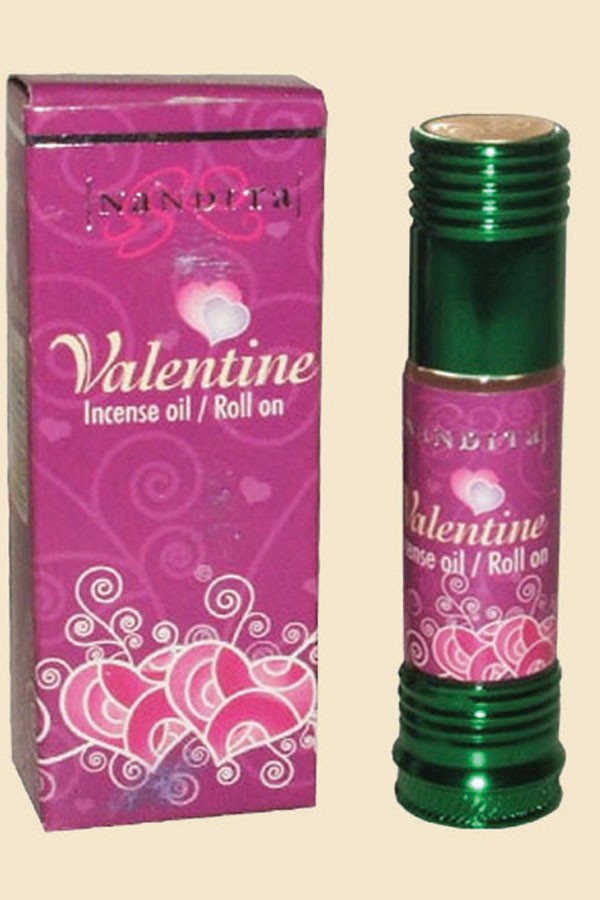 [NaNDITa]
Valentine
Incense oil / Roll on
NaNDITa]
Valentine
ense oil / Roll on